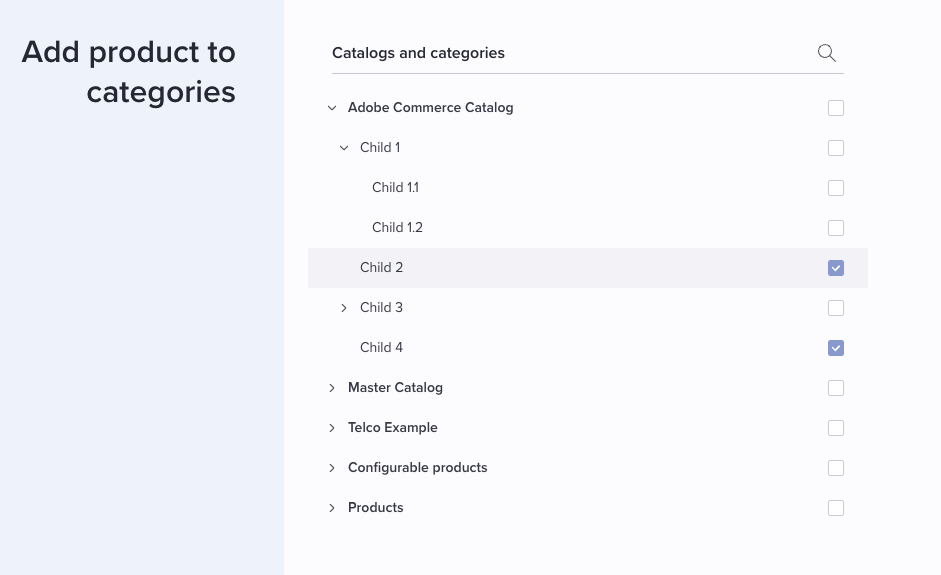 Add product to
categories
Catalogs and categories
Adobe Commerce Catalog
Child 1
Child 1.1
Child 1.2
Child 2
Child 3
Child 4
Master Catalog
Telco Example
Configurable products
Products